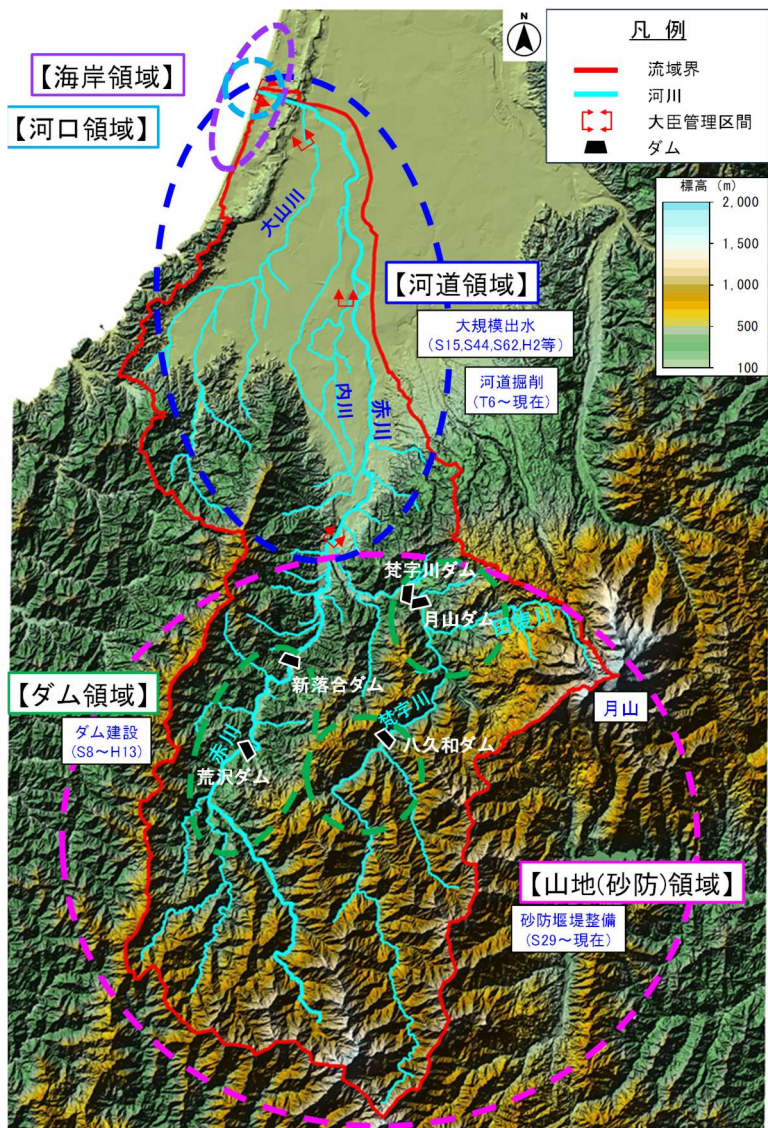 【海岸領域】
【河口領域】
N
凡 例
流域界
河川
大臣管理区間
ダム
標高 (m)
2,000
1,500
1,000
500
100
大山川
【河道領域】
大規模出水
(S15,S44,S62,H2等)
河道掘削
(T6～現在)
内川
赤川
梵字川ダム
月山ダム
田麦川
【ダム領域】
ダム建設
(S8～H13)
新落合ダム
梵字川
月山
赤川
八久和ダム
荒沢ダム
【山地(砂防)領域】
砂防堰堤整備
(S29～現在)